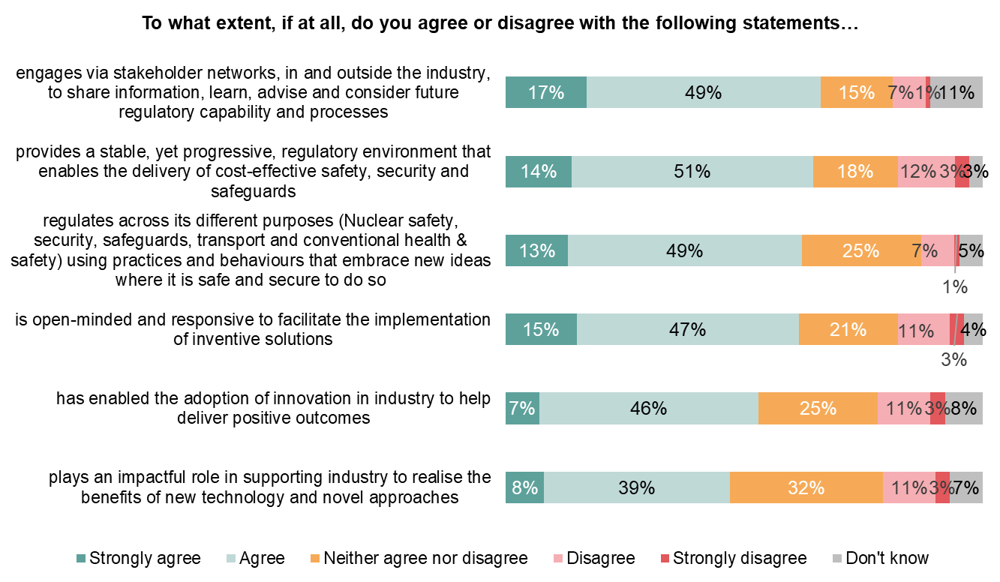 To what extent, if at all, do you agree or disagree with the following statements…
engages via stakeholder networks, in and outside the industry,
to share information, learn, advise and consider future
regulatory capability and processes
17% 49% 15% 7% 1% 11%
provides a stable, yet progressive, regulatory environment that
enables the delivery of cost-effective safety, security and
safeguards
14% 51% 18% 12% 3% 3%
regulates across its different purposes (Nuclear safety,
security, safeguards, transport and conventional health &
safety) using practices and behaviours that embrace new ideas
where it is safe and secure to do so
13% 49% 25% 7% 5%
1%
is open-minded and responsive to facilitate the implementation
of inventive solutions
15% 47% 21% 11% 4%
3%
has enabled the adoption of innovation in industry to help
deliver positive outcomes
7% 46% 25% 11% 3% 8%
plays an impactful role in supporting industry to realise the
benefits of new technology and novel approaches
8% 39% 32% 11% 3% 7%
Strongly agree Agree Neither agree nor disagree Disagree Strongly disagree Don't know